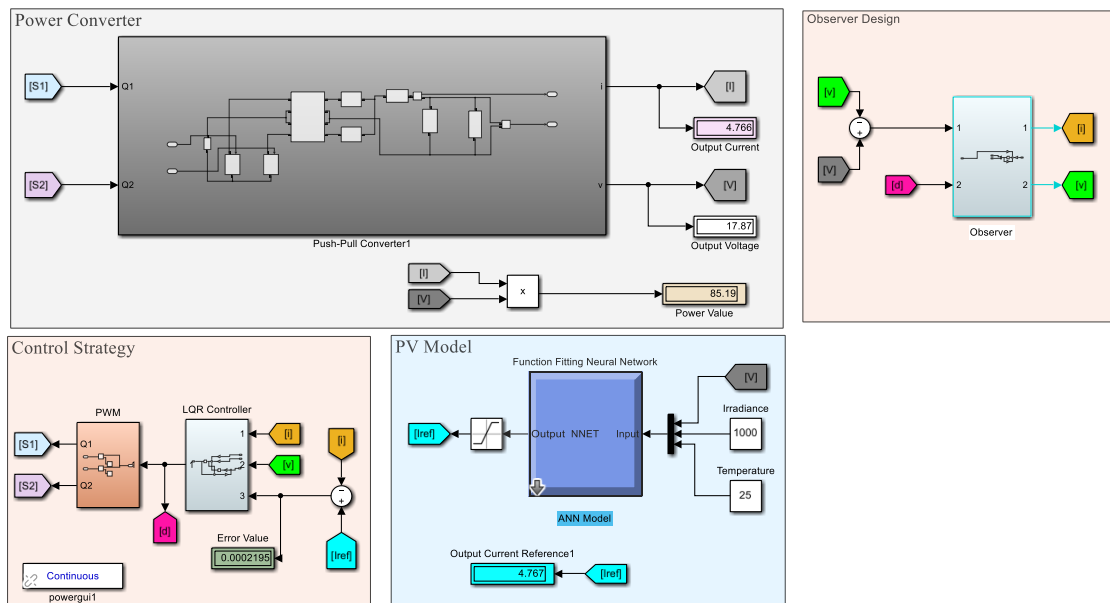 Power Converter
[S1]
Q1
i
[I]
4.766
Output Current
[S2]
Q2
v
[V]
17.87
Output Voltage
Push-Pull Converter1
[I]
[V]
x
85.19
Power Value
Observer Design
[v]
−
+
[V]
1
1
[i]
[d]
2
2
[v]
Observer
Control Strategy
PWM
LQR Controller
[S1]
Q1
[S2]
Q2
1
1
[i]
2
[v]
3
[i]
−
+
[d]
Error Value
0.0002195
[Iref]
Continuous
powergui1
PV Model
Function Fitting Neural Network
[V]
Irradiance
[Iref]
Output NNET Input
1000
Temperature
25
ANN Model
Output Current Reference1
4.767
[Iref]